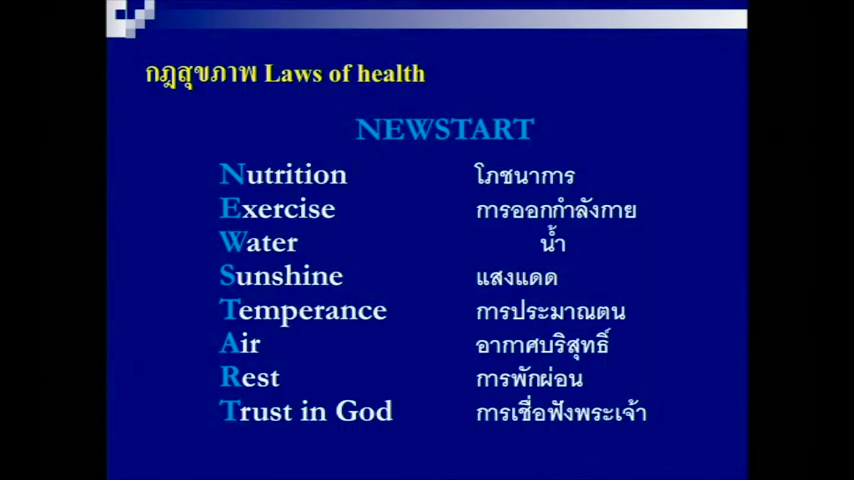 กฎสุขภาพ Laws of health
NEWSTART
Nutrition โภชนาการ
Exercise การออกกำลังกาย
Water น้ำ
Sunshine แสงแดด
Temperance การประมาณตน
Air อากาศบริสุทธิ์
Rest การพักผ่อน
Trust in God การเชื่อฟังพระเจ้า